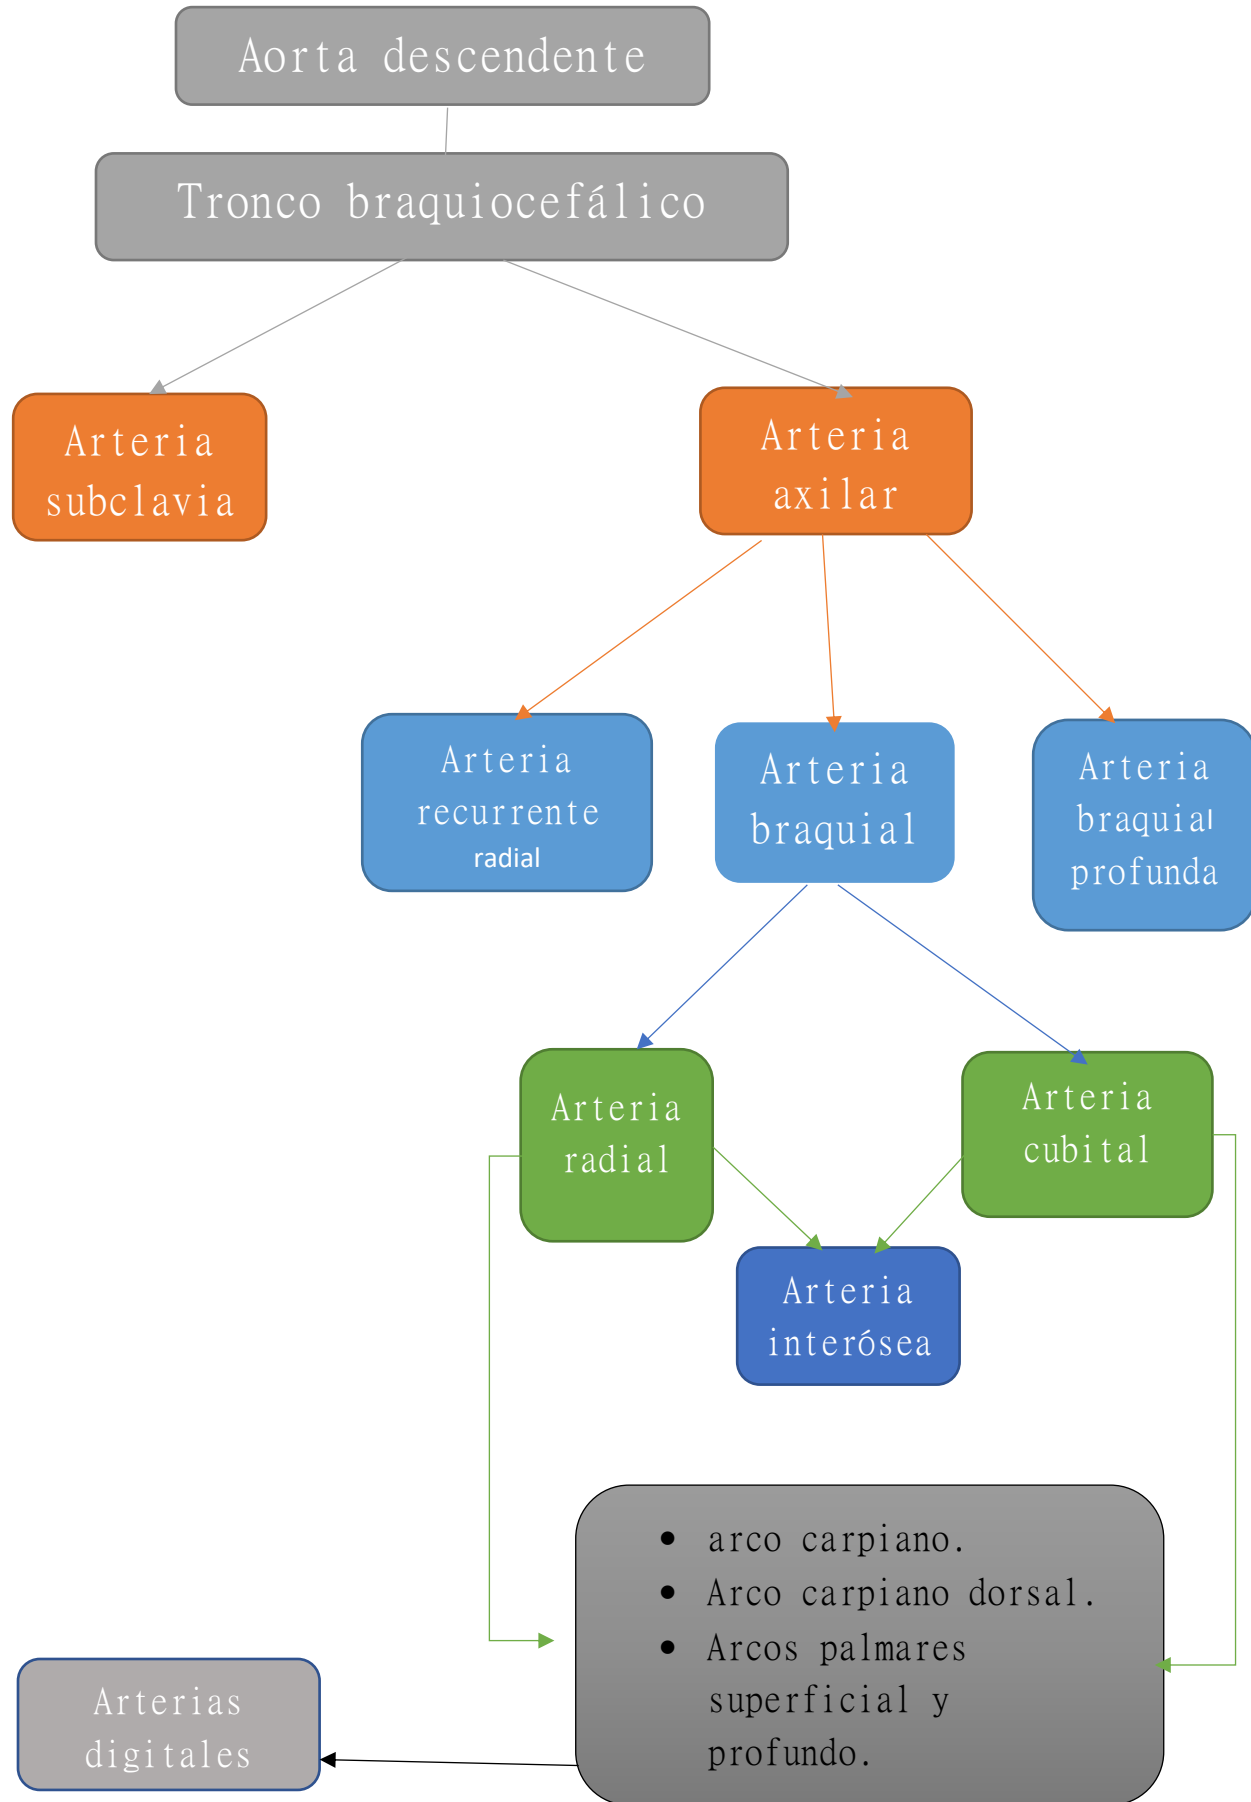 Aorta descendente
Tronco braquiocefálico
Arteria
subclavia
Arteria
axilar
Arteria
recurrente
radial
Arteria
braquial
Arteria
braquial
profunda
Arteria
radial
Arteria
cubital
Arteria
interósea
• arco carpiano.
• Arco carpiano dorsal.
• Arcos palmares
superficial y
profundo.
Arterias
digitales